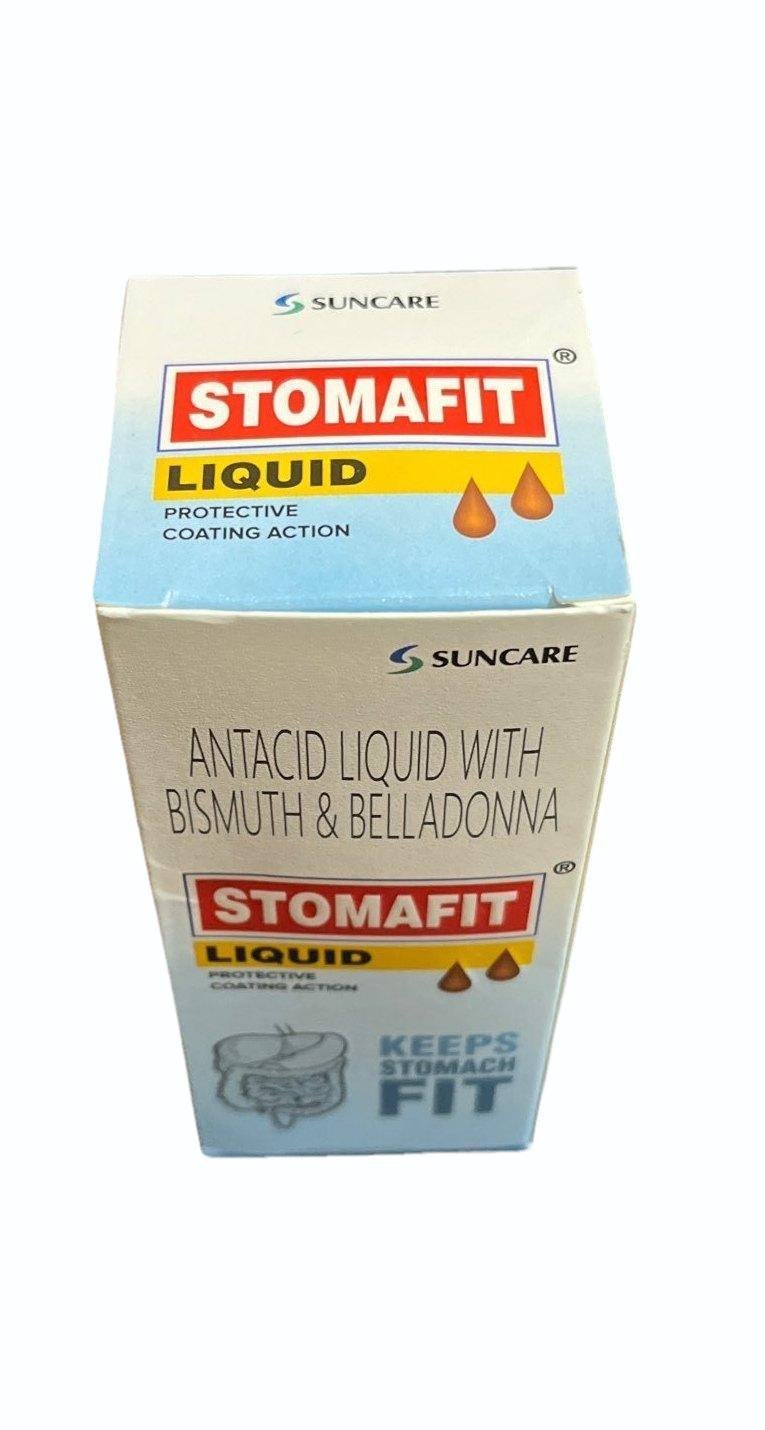 SUNCARE
STOMAFIT®
LIQUID
PROTECTIVE
COATING ACTION
SUNCARE
ANTACID LIQUID WITH
BISMUTH & BELLADONNA
STOMAFIT®
LIQUID
PROTECTIVE
COATING ACTION
KEEPS
STOMACH
FIT